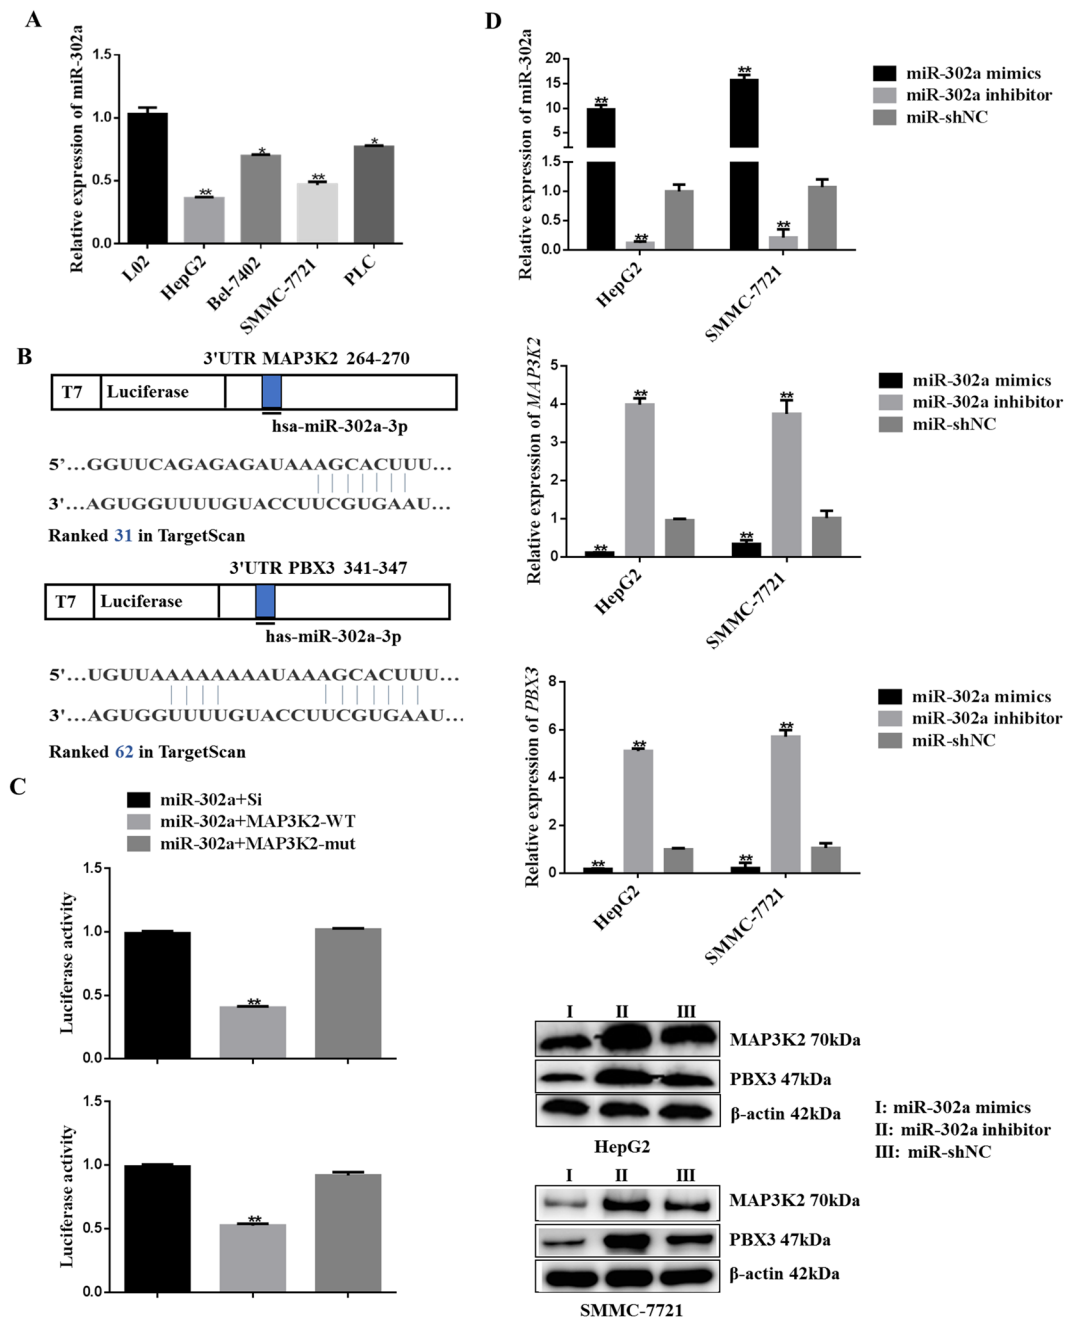 A
Relative expression of miR-302a
1.5
1.0
0.5
0.0
L02
HepG2
Bel-7402
SMMC-7721
PLC
**
*
**
*
B
3'UTR MAP3K2 264-270
T7
Luciferase
hsa-miR-302a-3p
5’...GGUUCAGAGAGAUAAAGCACUUU...
3'...AGUGGUUUUGUACCUUCGUGAAU...
Ranked 31 in TargetScan
3'UTR PBX3 341-347
T7
Luciferase
has-miR-302a-3p
5'...UGUUAAAAAAAAAUAAAGCACUUU...
3'...AGUGGUUUUGUACCUUCGUGAAU...
Ranked 62 in TargetScan
C
miR-302a+Si
miR-302a+MAP3K2-WT
miR-302a+MAP3K2-mut
Luciferase activity
1.5
1.0
0.5
0.0
**
Luciferase activity
1.5
1.0
0.5
0.0
**
D
Relative expression of miR-302a
20
15
10
5
1.5
1.0
0.5
0.0
**
**
**
**
HepG2
SMMC-7721
miR-302a mimics
miR-302a inhibitor
miR-shNC
Relative expression of MAP3K2
5
4
3
2
1
0
**
**
**
**
HepG2
SMMC-7721
miR-302a mimics
miR-302a inhibitor
miR-shNC
Relative expression of PBX3
8
6
4
2
0
**
**
**
**
HepG2
SMMC-7721
miR-302a mimics
miR-302a inhibitor
miR-shNC
I II III
MAP3K2 70kDa
PBX3 47kDa
β-actin 42kDa
HepG2
I II III
MAP3K2 70kDa
PBX3 47kDa
β-actin 42kDa
SMMC-7721
I: miR-302a mimics
II: miR-302a inhibitor
III: miR-shNC